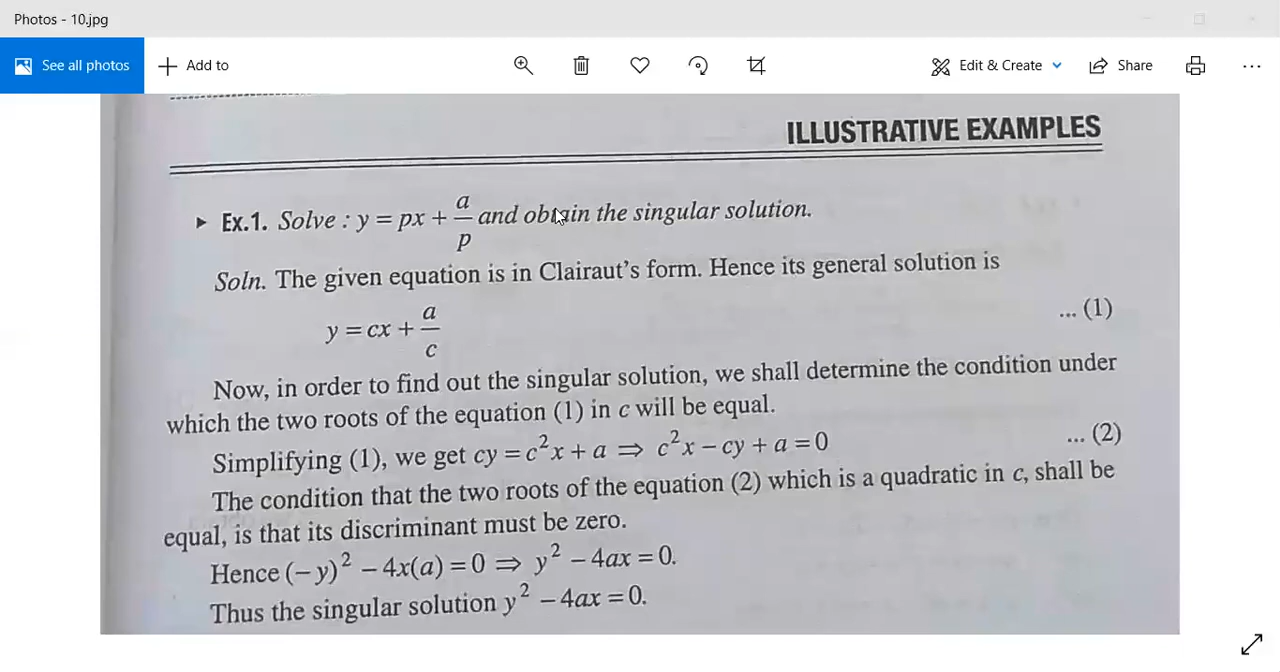 Photos - 10.jpg
See all photos
Add to
Edit & Create
Share
ILLUSTRATIVE EXAMPLES
▶ Ex.1. Solve : y = px + a/p and obtain the singular solution.
Soln. The given equation is in Clairaut's form. Hence its general solution is
y = cx + a/c ... (1)
Now, in order to find out the singular solution, we shall determine the condition under
which the two roots of the equation (1) in c will be equal.
Simplifying (1), we get cy = c²x + a ⇒ c²x – cy + a = 0 ... (2)
The condition that the two roots of the equation (2) which is a quadratic in c, shall be
equal, is that its discriminant must be zero.
Hence (– y)² – 4x(a) = 0 ⇒ y² – 4ax = 0.
Thus the singular solution y² – 4ax = 0.